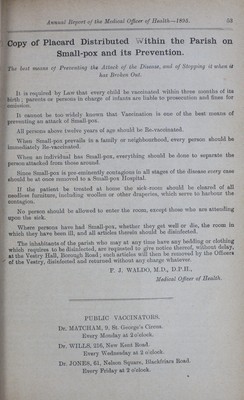 Annual Report of the Medical Officer of Health—1893. 59
Copy of Placard Distributed Within the Parish on
Small-pox and its Prevention.
The best means of Preventing the Attack of the Disease, and of Stopping it when it
has Broken Out.
It is required by Law that every child be vaccinated within three months of its
birth; parents or persons in charge of infants are liable to prosecution and fines for
omission.
It cannot be too widely known that Vaccination is one of the best means of
preventing an attack of Small-pox.
All persons above twelve years of age should be Re-vaccinated.
When Small-pox prevails in a family or neighbourhood, every person should be
immediately Re-vaccinated.
When an individual has Small-pox, everything should be done to separate the
person attacked from those around.
Since Small-pox is pre-eminently contagious in all stages of the disease every case
should be at once removed to a Small-pox Hospital.
If the patient be treated at home the sick-room should be cleared of all
needless furniture, including woollen or other draperies, which serve to harbour the
contagion.
No person should be allowed to enter the room, except those who are attending
upon the sick.
Where persons have had Small-pox, whether they get well or die, the room in
which they have been ill, and all articles therein should be disinfected.
The inhabitants of the parish who may at any time have any bedding or clothing
which requires to be disinfected, are requested to give notice thereof, without delay,
at the Vestry Hall, Borough Road; such articles will then be removed by the Officers
of the Vestry, disinfected and returned without any charge whatever.
F. J. WALDO, M.D., D.P.H.,
Medical Officer of Health.
PUBLIC VACCINATORS.
Dr. MATCHAM, 9, St. George's Circus.
Every Monday at 2 o'clock.
Dr. WILLS, 216, New Kent Road.
Every Wednesday at 2 o'clock.
Dr. JONES, 61, Nelson Square, Blackfriars Road.
Every Friday at 2 o'clock.